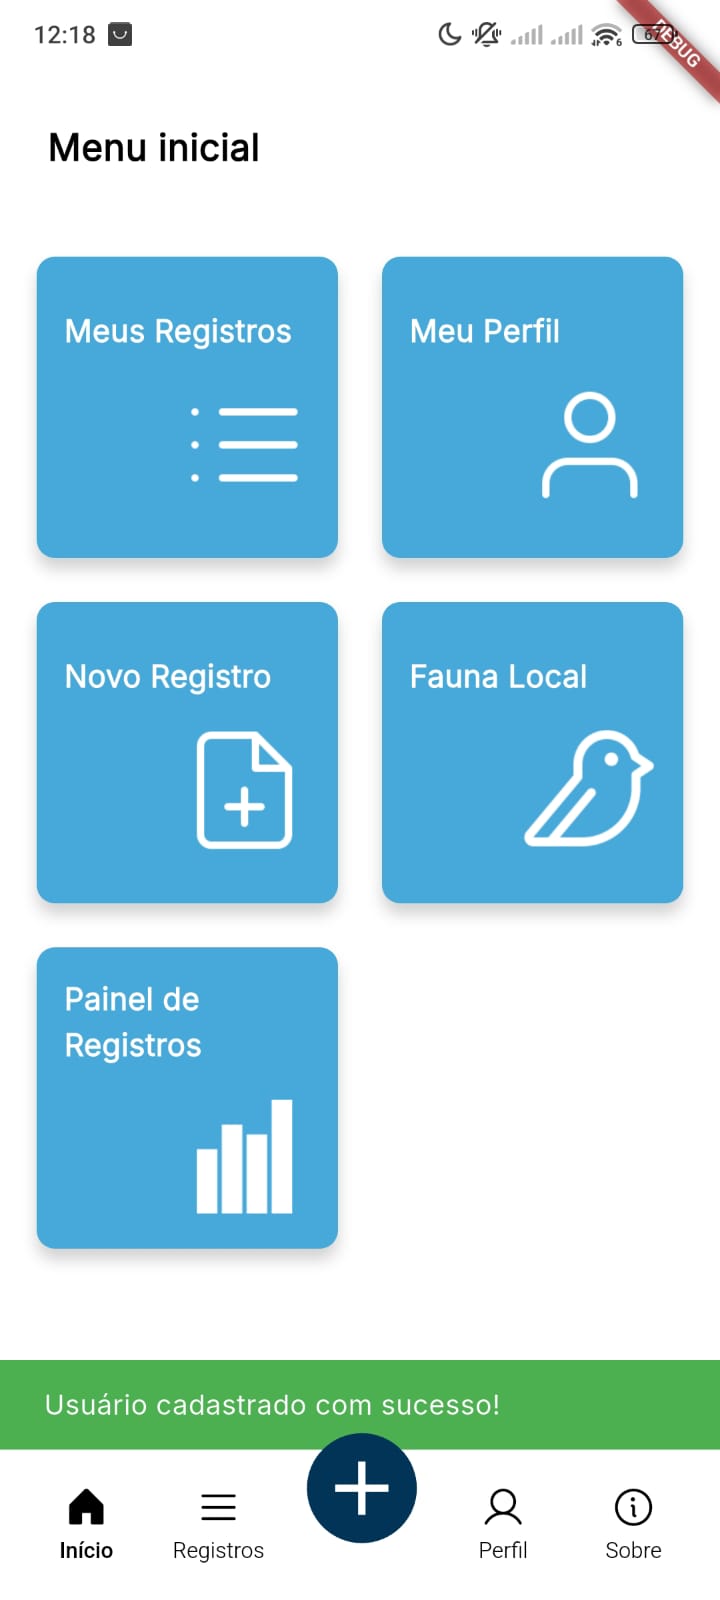 12:18
6
67
DEBUG
Menu inicial
Meus Registros
Meu Perfil
Novo Registro
Fauna Local
Painel de
Registros
Usuário cadastrado com sucesso!
Início
Registros
Perfil
Sobre